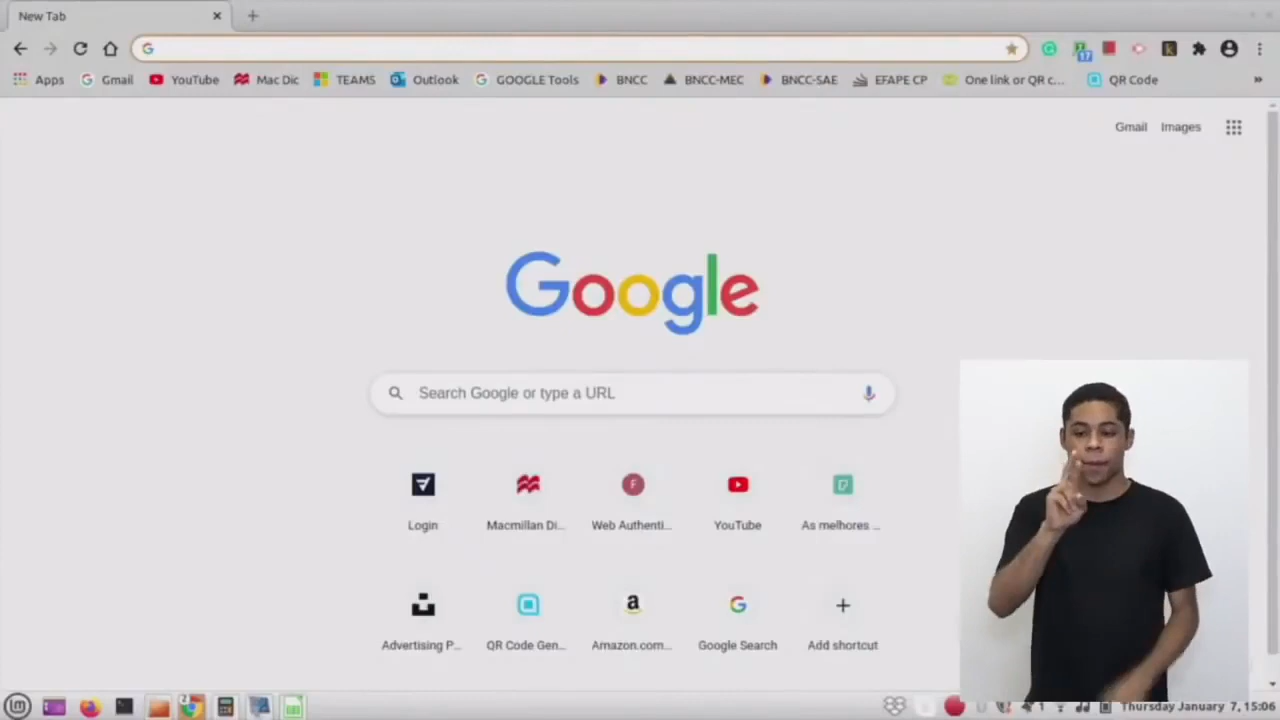 New Tab
Apps Gmail YouTube Mac Dic TEAMS Outlook GOOGLE Tools BNCC BNCC-MEC BNCC-SAE EFAPE CP One link or QR c... QR Code »
Gmail Images
Google
Search Google or type a URL
Login Macmillan Di... Web Authenti... YouTube As melhores ...
Advertising P... QR Code Gen... Amazon.com... Google Search Add shortcut
Thursday January 7, 15:06